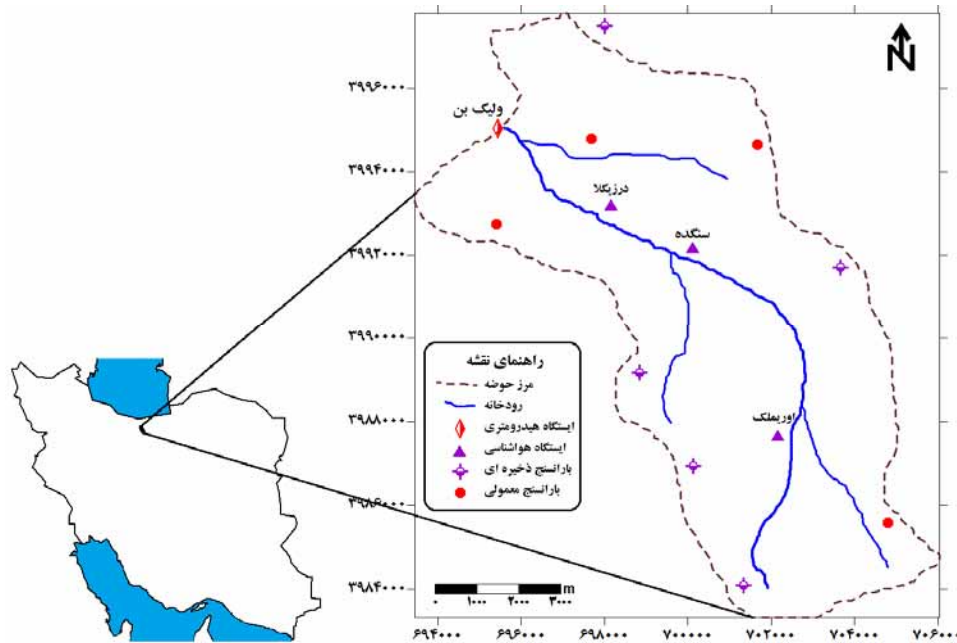 N
۳۹۹۶۰۰۰
ولیک بن
۳۹۹۴۰۰۰
درزیکلا
۳۹۹۲۰۰۰
سنگده
۳۹۹۰۰۰۰
راهنمای نقشه
مرز حوضه
رودخانه
ایستگاه هیدرومتری
ایستگاه هواشناسی
بارانسنج ذخیره ای
بارانسنج معمولی
۳۹۸۸۰۰۰
اوریملک
۳۹۸۶۰۰۰
۳۹۸۴۰۰۰
۰ ۱۰۰۰ ۲۰۰۰ ۳۰۰۰ m
۶۹۴۰۰۰ ۶۹۶۰۰۰ ۶۹۸۰۰۰ ۷۰۰۰۰۰ ۷۰۲۰۰۰ ۷۰۴۰۰۰ ۷۰۶۰۰۰